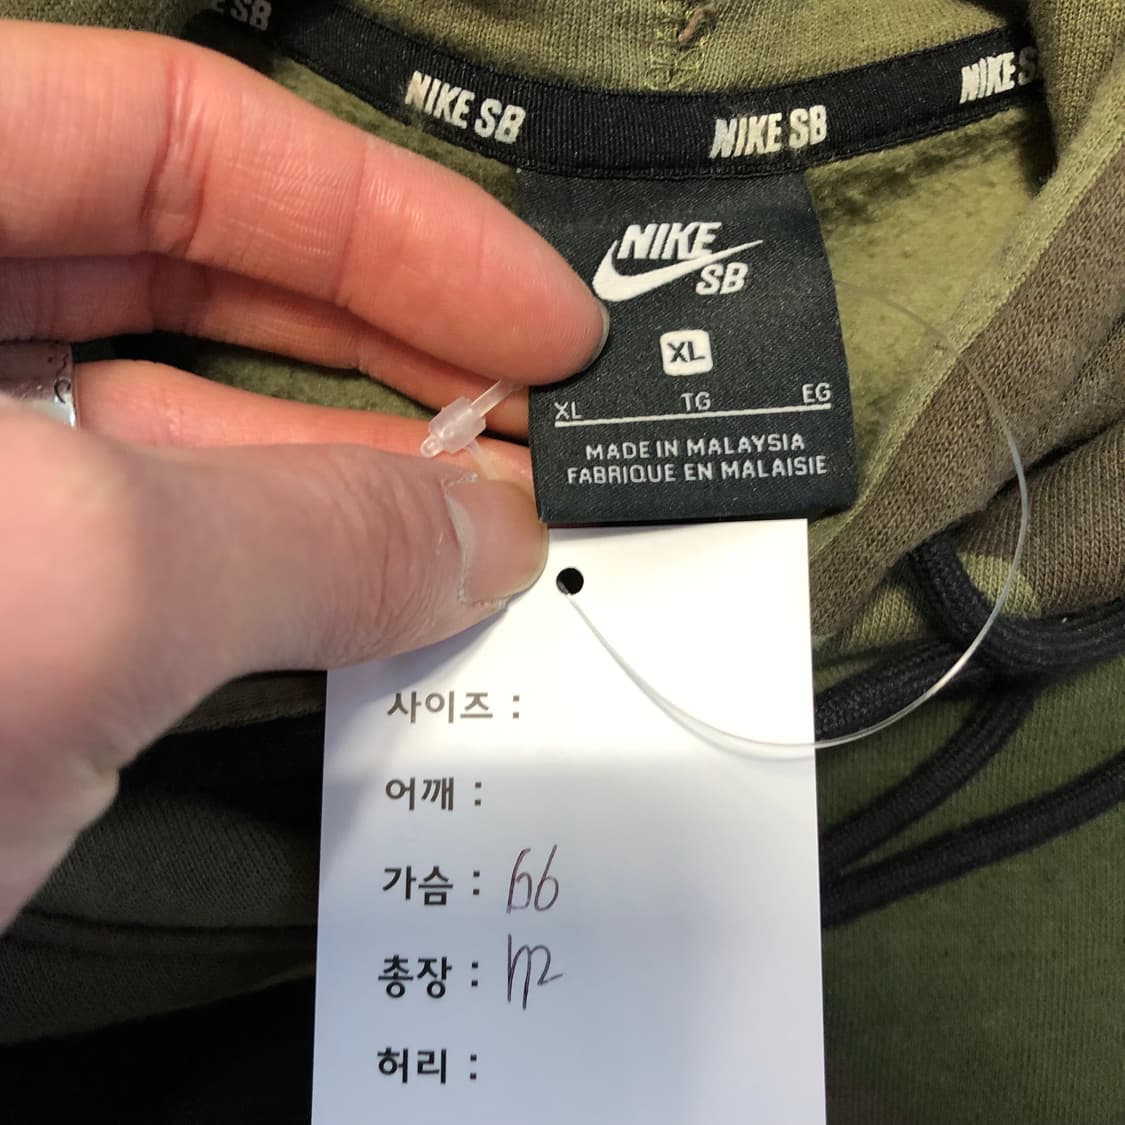 E SB
NIKE SB
NIKE SB
NIKE S
NIKE
SB
XL
XL TG EG
MADE IN MALAYSIA
FABRIQUE EN MALAISIE
사이즈 :
어깨 :
가슴 : 66
총장 : 72
허리 :